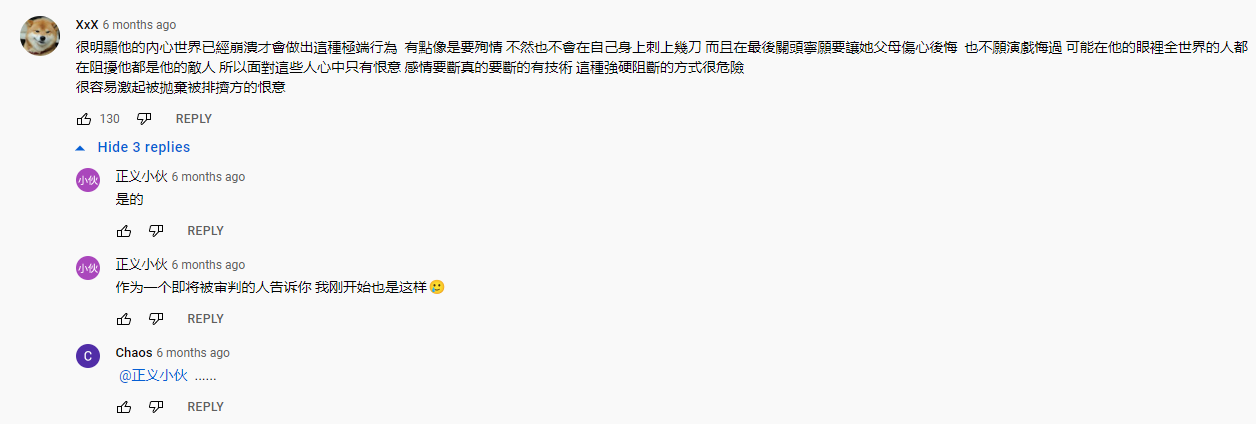 XxX 6 months ago
很明顯他的內心世界已經崩潰才會做出這種極端行為 有點像是要殉情 不然也不會在自己身上刺上幾刀 而且在最後關頭寧願要讓她父母傷心後悔 也不願演戲悔過 可能在他的眼裡全世界的人都
在阻擾他都是他的敵人 所以面對這些人心中只有恨意 感情要斷真的要斷的有技術 這種強硬阻斷的方式很危險
很容易激起被拋棄被排擠方的恨意
130 REPLY
Hide 3 replies
小伙 正义小伙 6 months ago
是的
REPLY
小伙 正义小伙 6 months ago
作为一个即将被审判的人告诉你 我刚开始也是这样🥲
REPLY
C Chaos 6 months ago
@正义小伙 ......
REPLY